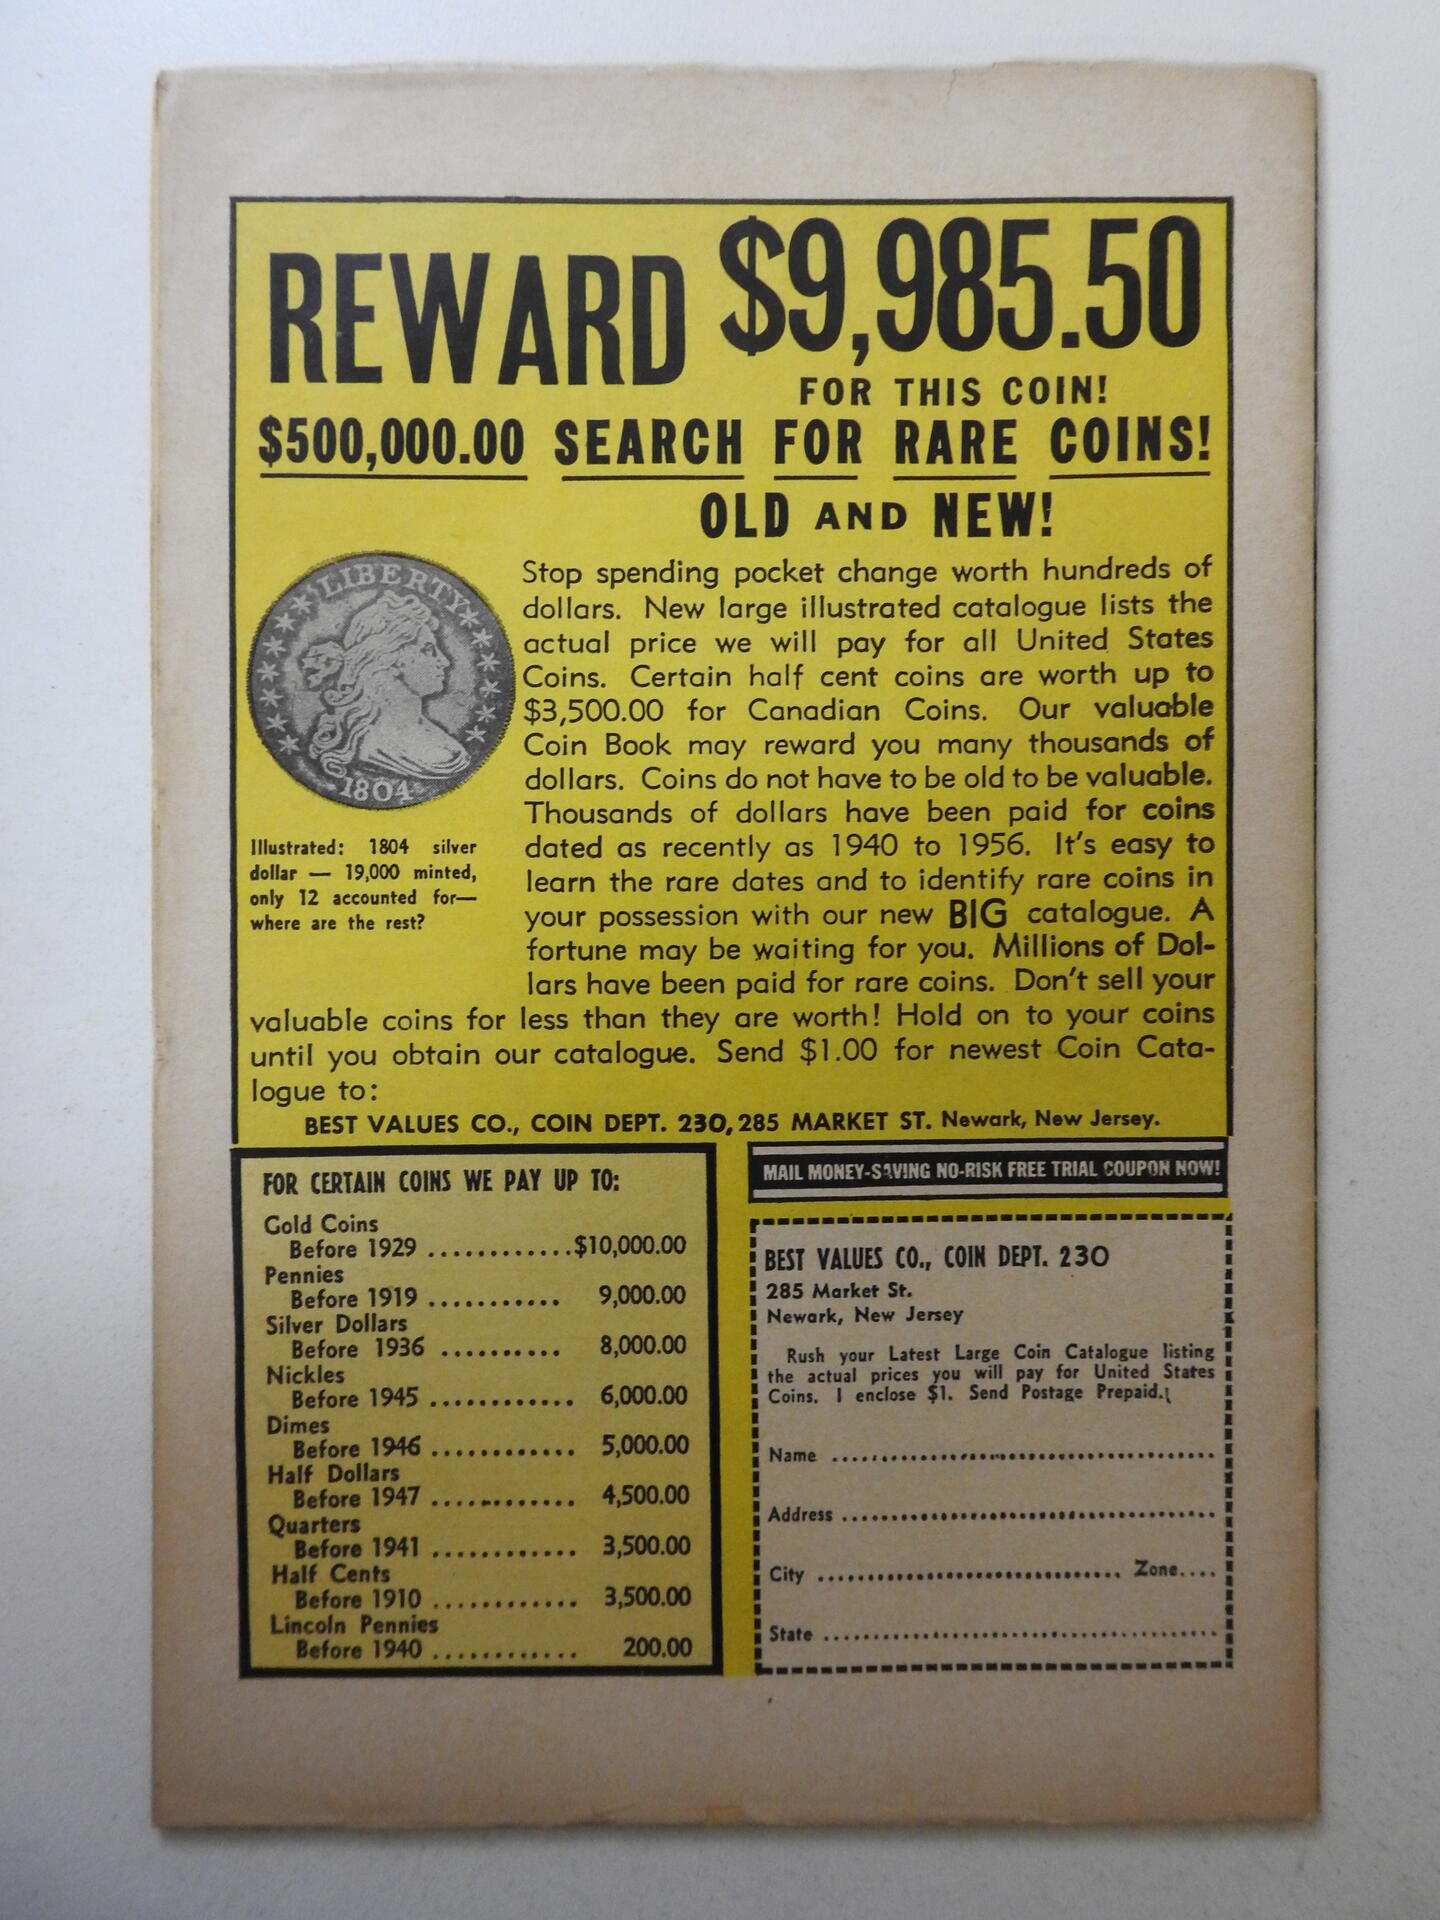 REWARD $9,985.50
FOR THIS COIN!
$500,000.00 SEARCH FOR RARE COINS!
OLD AND NEW!
LIBERTY
1804
Illustrated: 1804 silver
dollar — 19,000 minted,
only 12 accounted for—
where are the rest?
Stop spending pocket change worth hundreds of
dollars. New large illustrated catalogue lists the
actual price we will pay for all United States
Coins. Certain half cent coins are worth up to
$3,500.00 for Canadian Coins. Our valuable
Coin Book may reward you many thousands of
dollars. Coins do not have to be old to be valuable.
Thousands of dollars have been paid for coins
dated as recently as 1940 to 1956. It's easy to
learn the rare dates and to identify rare coins in
your possession with our new BIG catalogue. A
fortune may be waiting for you. Millions of Dol-
lars have been paid for rare coins. Don't sell your
valuable coins for less than they are worth! Hold on to your coins
until you obtain our catalogue. Send $1.00 for newest Coin Cata-
logue to:
BEST VALUES CO., COIN DEPT. 230, 285 MARKET ST. Newark, New Jersey.
FOR CERTAIN COINS WE PAY UP TO:
Gold Coins
Before 1929 ............$10,000.00
Pennies
Before 1919 ........... 9,000.00
Silver Dollars
Before 1936 .......... 8,000.00
Nickles
Before 1945 ............ 6,000.00
Dimes
Before 1946 ............ 5,000.00
Half Dollars
Before 1947 ............ 4,500.00
Quarters
Before 1941 ............ 3,500.00
Half Cents
Before 1910 ............ 3,500.00
Lincoln Pennies
Before 1940 ............ 200.00
MAIL MONEY-SAVING NO-RISK FREE TRIAL COUPON NOW!
BEST VALUES CO., COIN DEPT. 230
285 Market St.
Newark, New Jersey
Rush your Latest Large Coin Catalogue listing
the actual prices you will pay for United States
Coins. I enclose $1. Send Postage Prepaid.
Name ........................................
Address .......................................
City ................................ Zone....
State .........................................